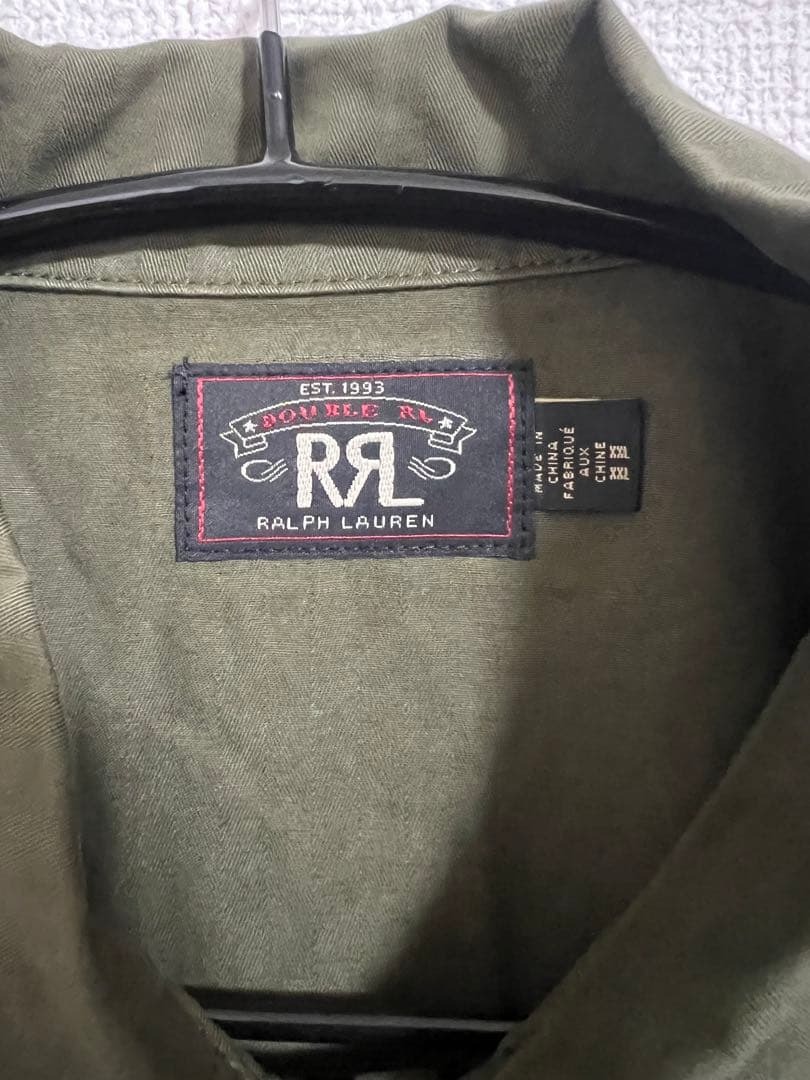 EST. 1993
DOUBLE RL
RRL
RALPH LAUREN
MADE IN
CHINA
FABRIQUÉ
AUX
CHINE
XXL
XXL